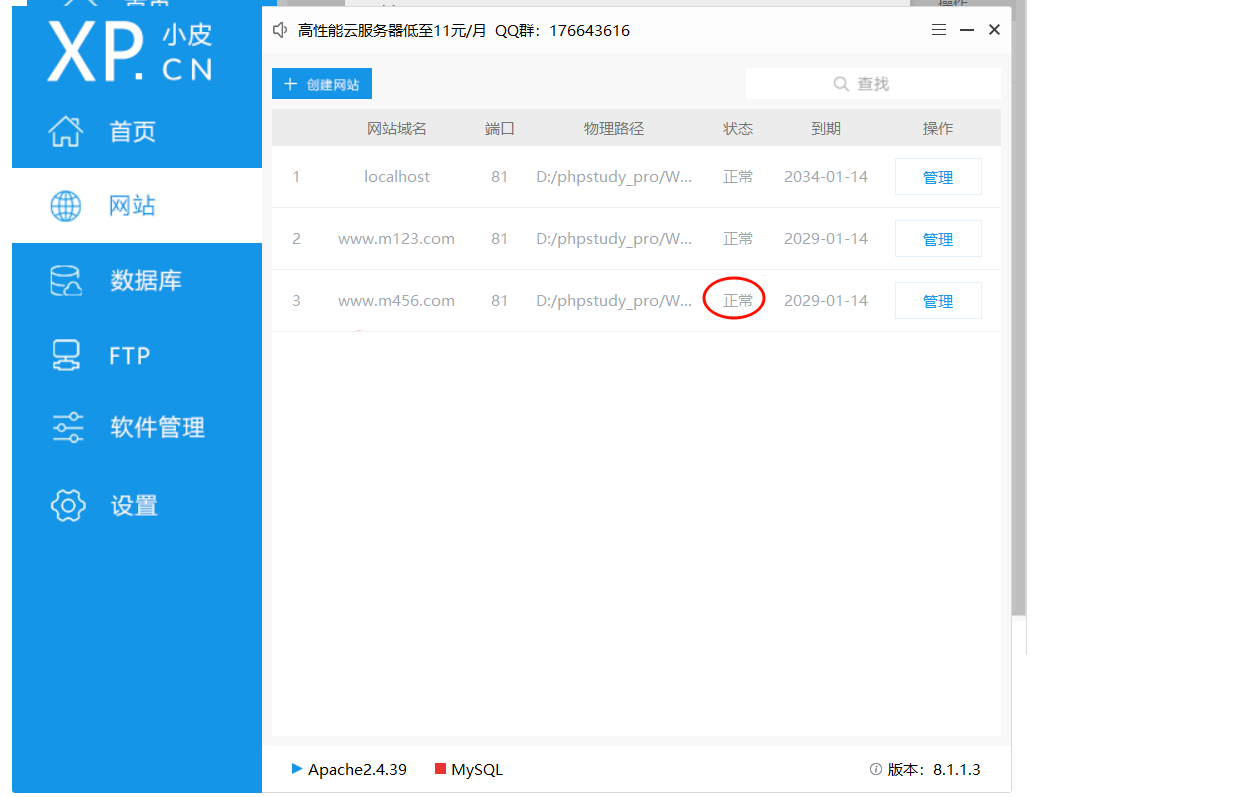 XP. 小皮
CN
首页
网站
数据库
FTP
软件管理
设置
高性能云服务器低至11元/月 QQ群：176643616
创建网站
查找
网站域名 端口 物理路径 状态 到期 操作
1 localhost 81 D:/phpstudy_pro/W... 正常 2034-01-14 管理
2 www.m123.com 81 D:/phpstudy_pro/W... 正常 2029-01-14 管理
3 www.m456.com 81 D:/phpstudy_pro/W... 正常 2029-01-14 管理
Apache2.4.39 MySQL 版本：8.1.1.3